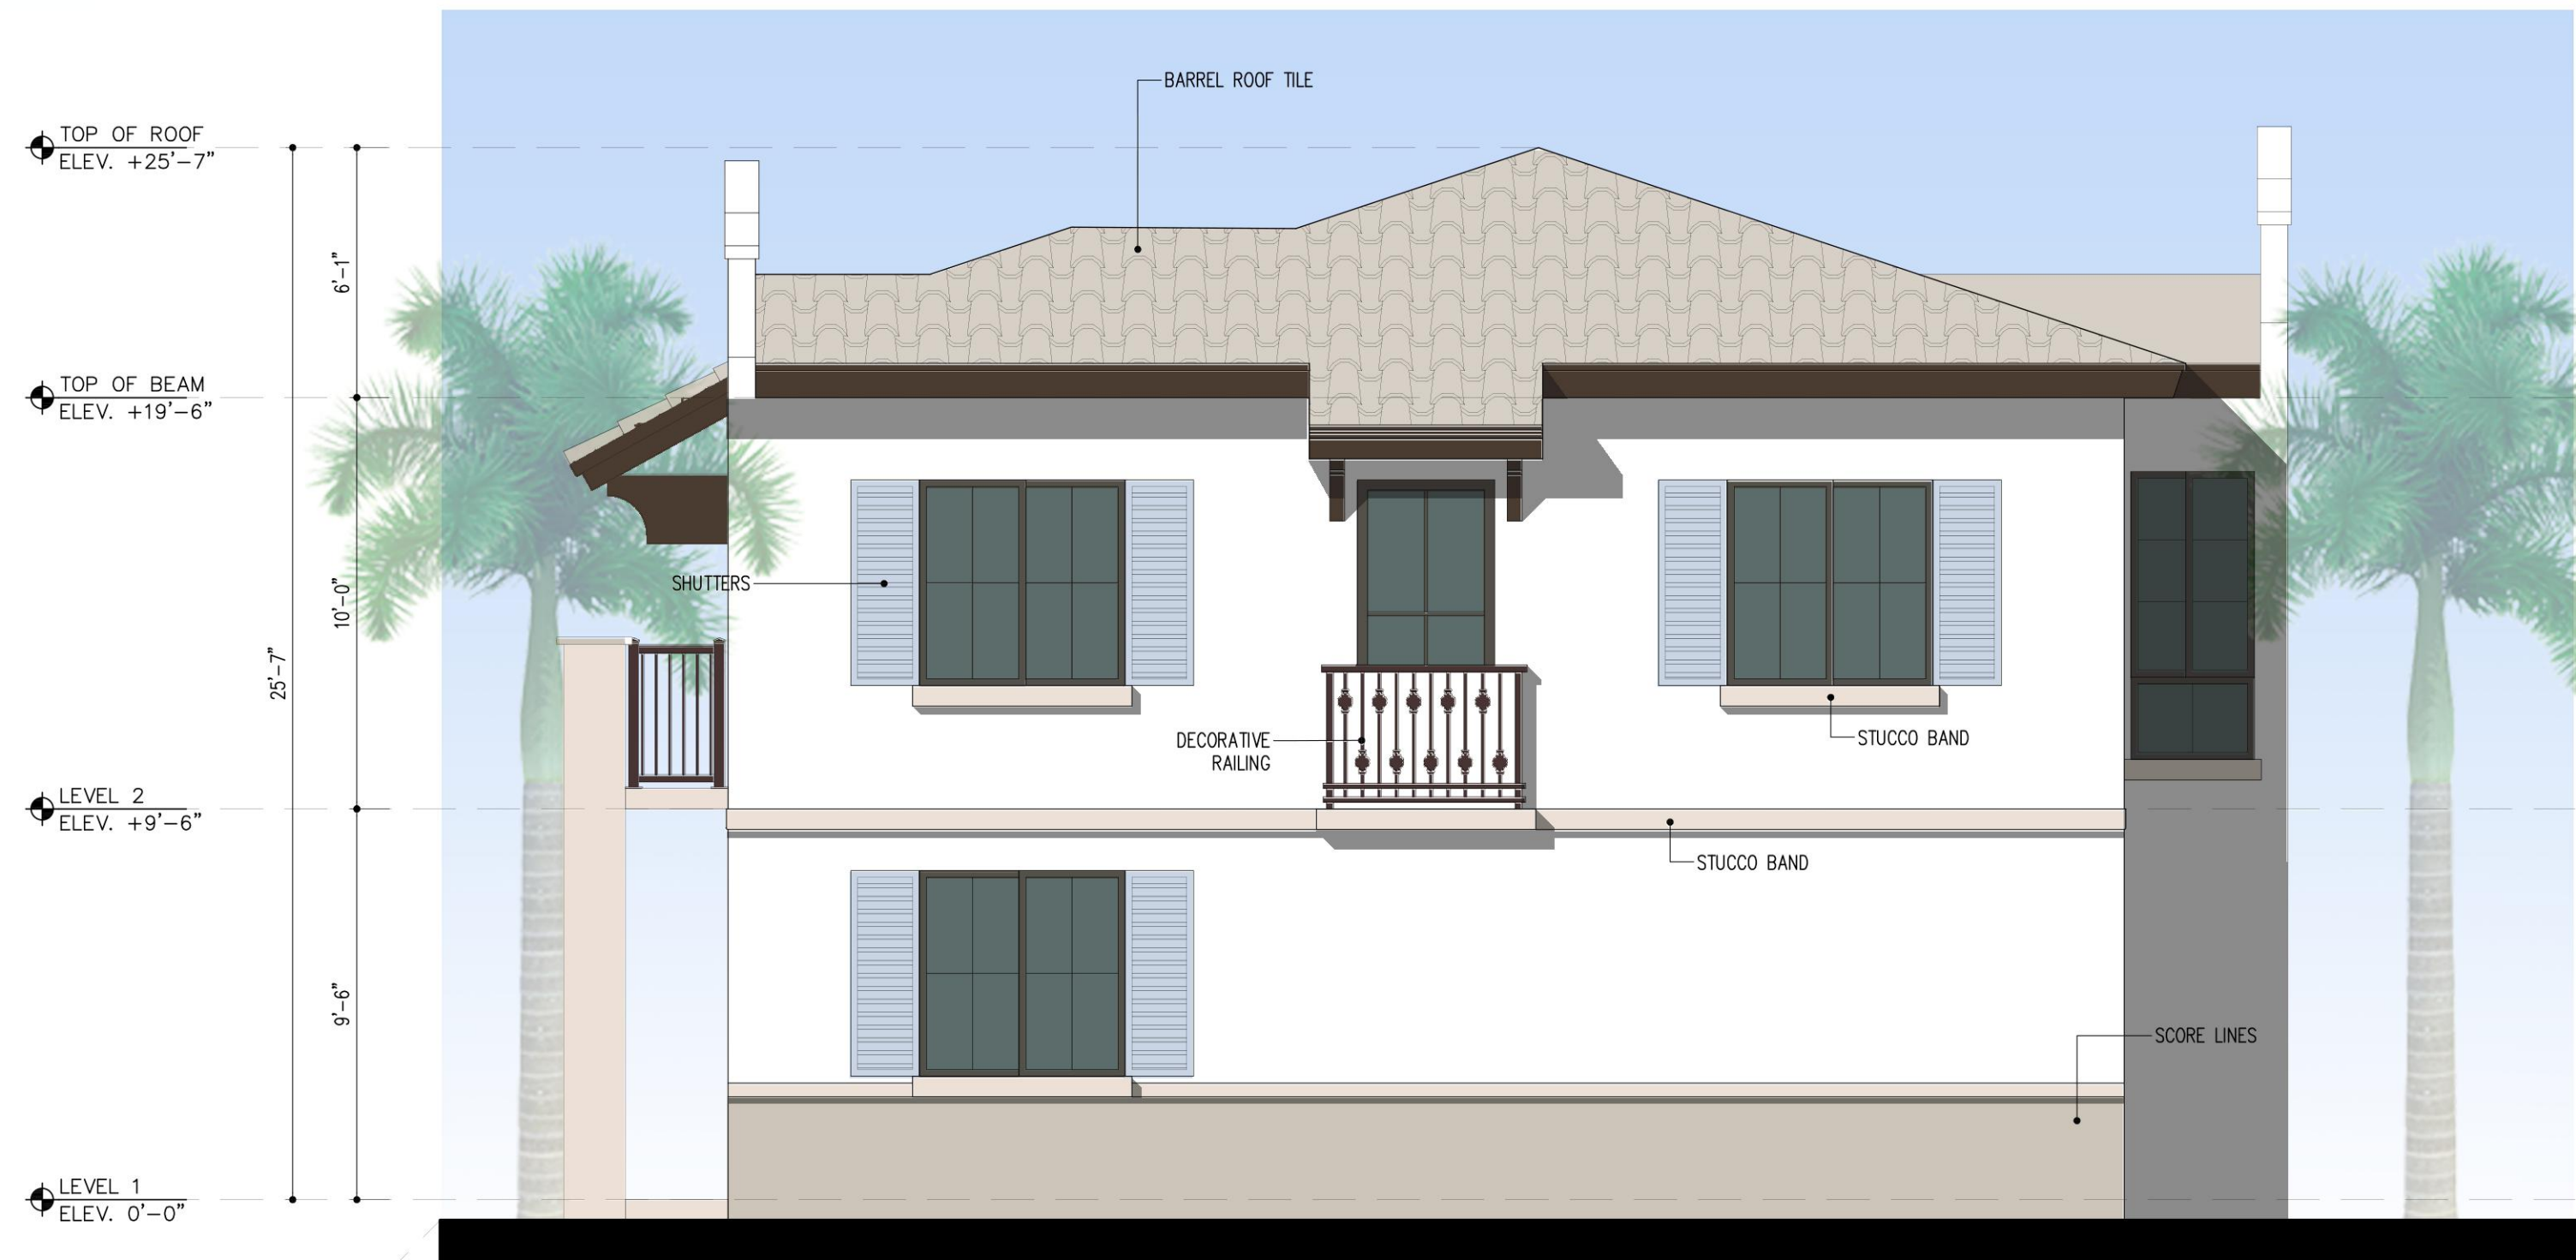 BARREL ROOF TILE
TOP OF ROOF
ELEV. +25'-7"
6'-1"
TOP OF BEAM
ELEV. +19'-6"
SHUTTERS
10'-0"
25'-7"
DECORATIVE
RAILING
STUCCO BAND
LEVEL 2
ELEV. +9'-6"
STUCCO BAND
9'-6"
SCORE LINES
LEVEL 1
ELEV. 0'-0"